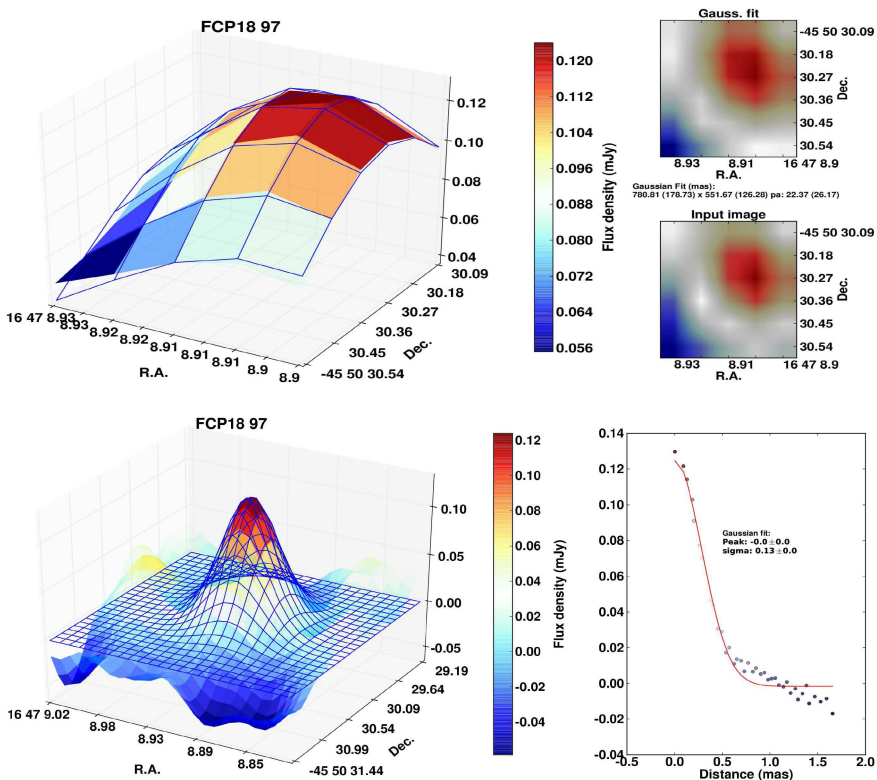 FCP18 97
0.12
0.10
0.08
0.06
0.04
30.09
30.18
30.27
30.36
30.45
-45 50 30.54
Dec.
16 47 8.93
8.93
8.92
8.92
8.91
8.91
8.91
8.9
8.9
R.A.
0.120
0.112
0.104
0.096
0.088
0.080
0.072
0.064
0.056
Flux density (mJy)
Gauss. fit
-45 50 30.09
30.18
30.27
30.36
30.45
30.54
Dec.
8.93 8.91 16 47 8.9
R.A.
Gaussian Fit (mas):
780.81 (178.73) x 551.67 (126.28) pa: 22.37 (26.17)
Input image
-45 50 30.09
30.18
30.27
30.36
30.45
30.54
Dec.
8.93 8.91 16 47 8.9
R.A.
FCP18 97
0.10
0.05
0.00
-0.05
29.19
29.64
30.09
30.54
30.99
-45 50 31.44
Dec.
16 47 9.02
8.98
8.93
8.89
8.85
R.A.
0.12
0.10
0.08
0.06
0.04
0.02
0.00
-0.02
-0.04
Flux density (mJy)
0.14
0.12
0.10
0.08
0.06
0.04
0.02
0.00
-0.02
-0.04
Gaussian fit:
Peak: -0.0±0.0
sigma: 0.13±0.0
-0.5 0.0 0.5 1.0 1.5 2.0
Distance (mas)